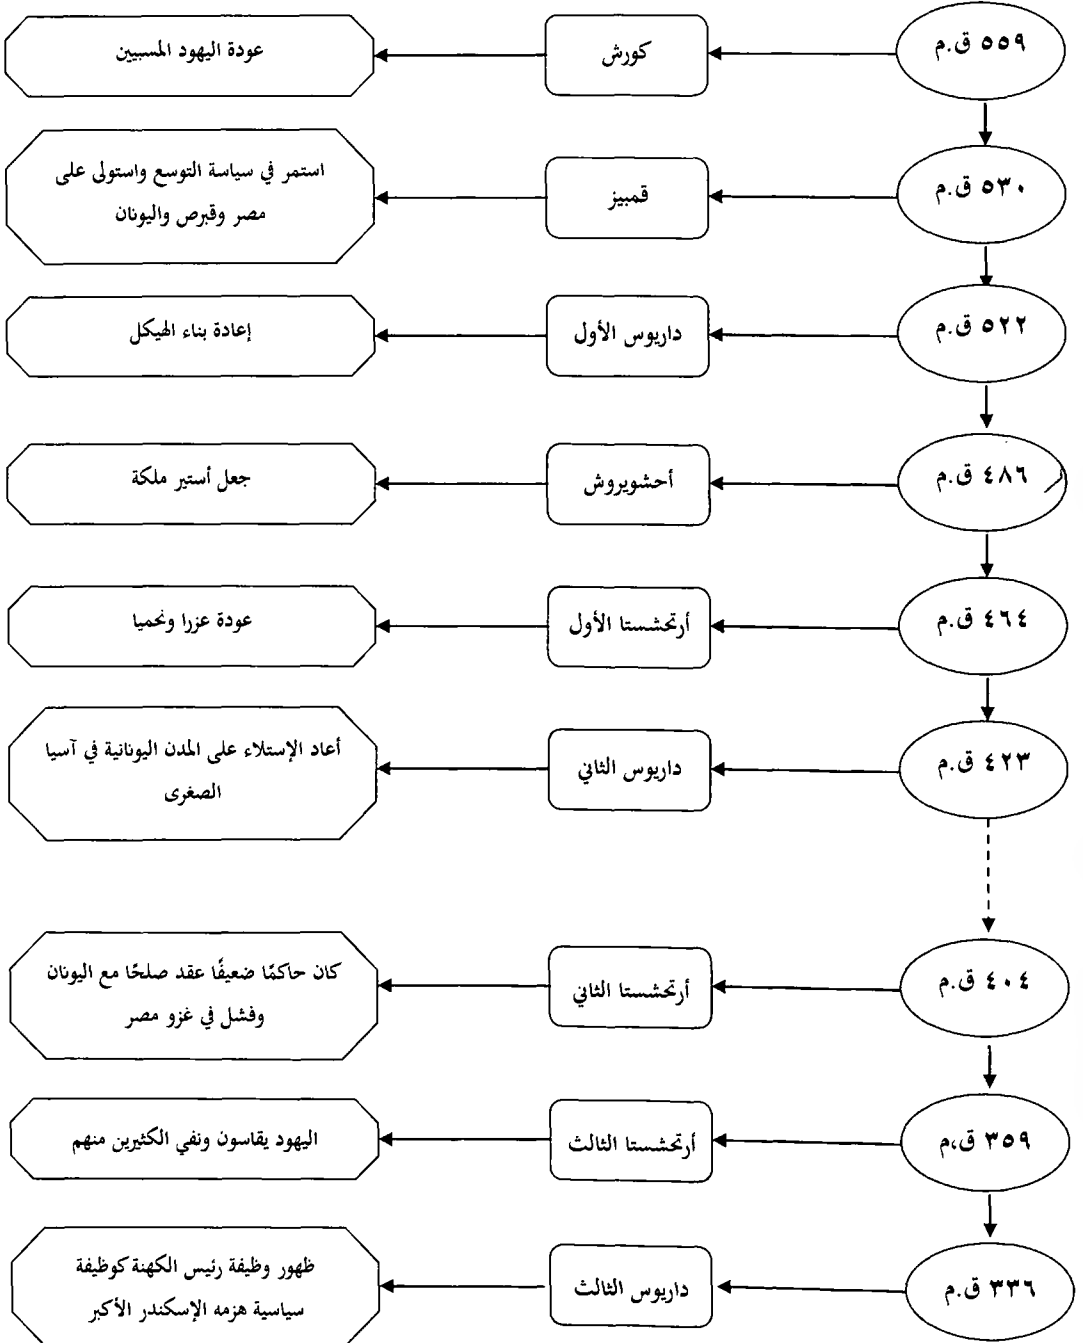 ٥٥٩ ق.م
كورش
عودة اليهود المسبيين
٥٣٠ ق.م
قمبيز
استمر في سياسة التوسع واستولى على
مصر وقبرص واليونان
٥٢٢ ق.م
داريوس الأول
إعادة بناء الهيكل
٤٨٦ ق.م
أحشويروش
جعل أستير ملكة
٤٦٤ ق.م
أرتحشستا الأول
عودة عزرا ونحميا
٤٢٣ ق.م
داريوس الثاني
أعاد الإستلاء على المدن اليونانية في آسيا
الصغرى
٤٠٤ ق.م
أرتحشستا الثاني
كان حاكمًا ضعيفًا عقد صلحًا مع اليونان
وفشل في غزو مصر
٣٥٩ ق،م
أرتحشستا الثالث
اليهود يقاسون ونفي الكثيرين منهم
٣٣٦ ق.م
داريوس الثالث
ظهور وظيفة رئيس الكهنة كوظيفة
سياسية هزمه الإسكندر الأكبر